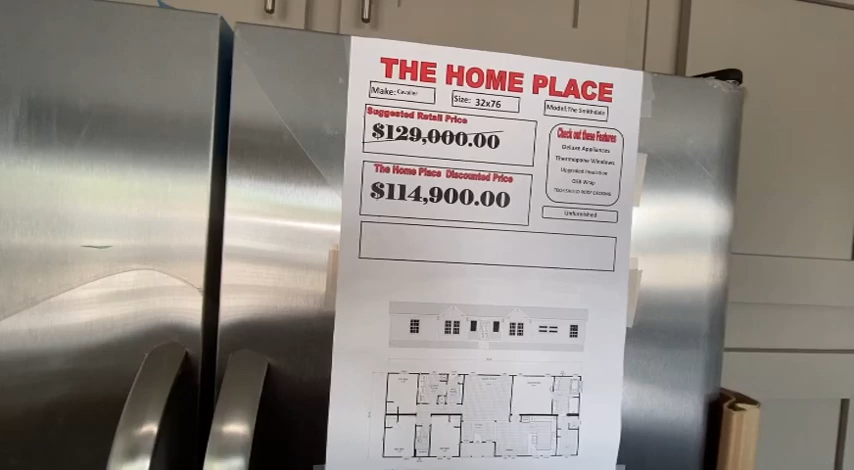 THE HOME PLACE
Make: Cavalier
Size: 32x76
Model: The Smithdale
Suggested Retail Price
$129,000.00
The Home Place Discounted Price
$114,900.00
Check out these Features
Deluxe Appliances
Thermopane Windows
Upgraded Insulation
OSB Wrap
Unfurnished